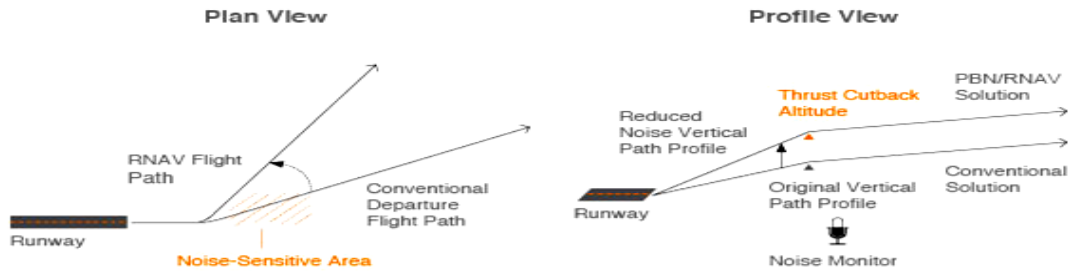 Plan View
RNAV Flight
Path
Conventional
Departure
Flight Path
Runway
Noise-Sensitive Area
Profile View
Thrust Cutback
Altitude
PBN/RNAV
Solution
Reduced
Noise Vertical
Path Profile
Conventional
Solution
Original Vertical
Path Profile
Runway
Noise Monitor